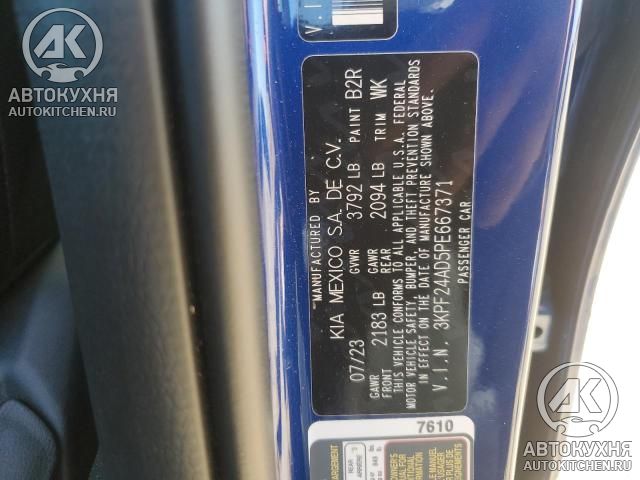 АВТОКУХНЯ
AUTOKITCHEN.RU
V.I
MANUFACTURED BY
KIA MEXICO S.A. DE C.V.
07/23 GVWR 3792 LB PAINT B2R
GAWR FRONT 2183 LB GAWR REAR 2094 LB TRIM WK
THIS VEHICLE CONFORMS TO ALL APPLICABLE U.S.A. FEDERAL
MOTOR VEHICLE SAFETY, BUMPER, AND THEFT PREVENTION STANDARDS
IN EFFECT ON THE DATE OF MANUFACTURE SHOWN ABOVE.
V.I.N. 3KPF24AD5PE667371
PASSENGER CAR
7610
АВТОКУХНЯ
AUTOKITCHEN.RU